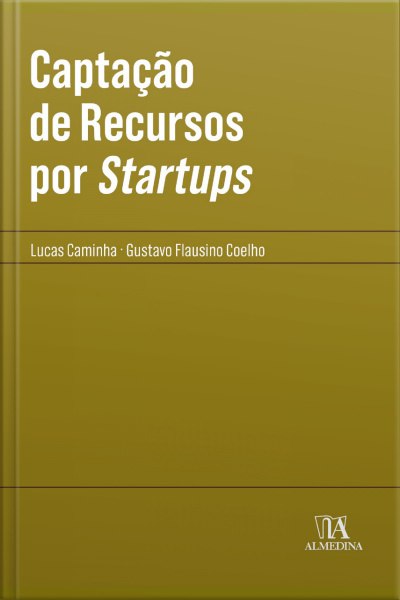 Captação
de Recursos
por Startups
Lucas Caminha · Gustavo Flausino Coelho
ALMEDINA